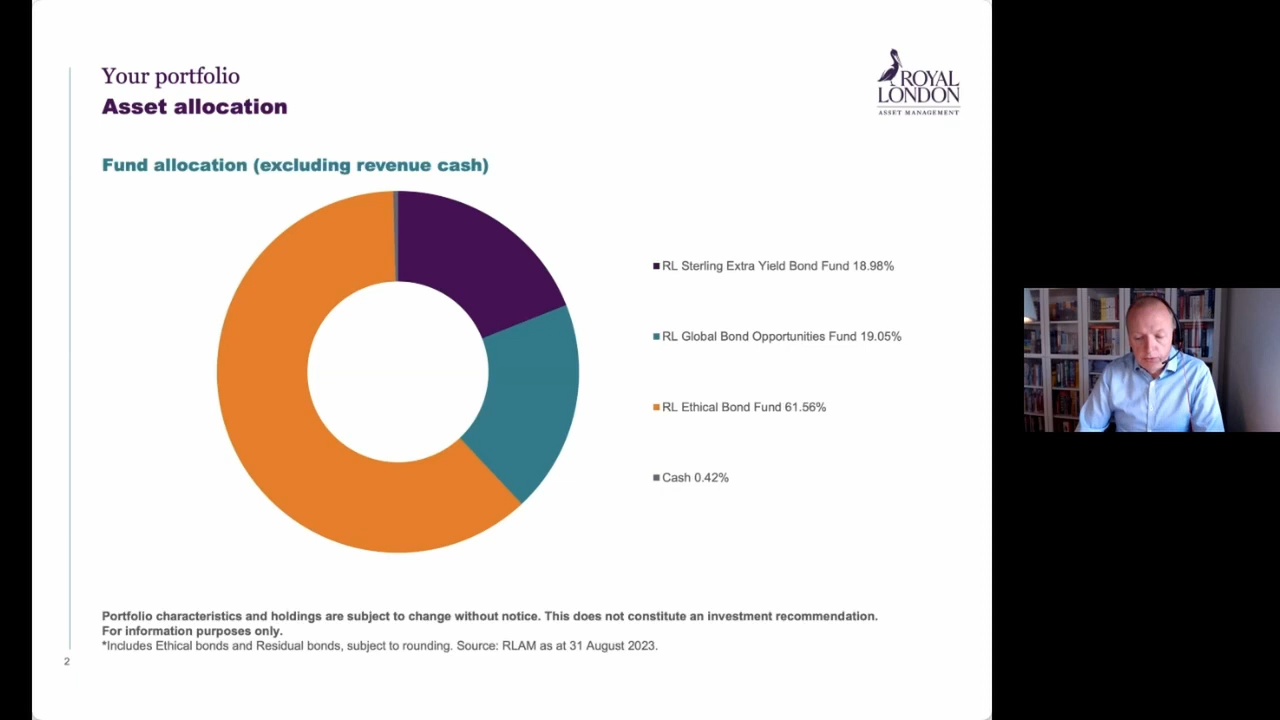 Your portfolio
Asset allocation
ROYAL
LONDON
ASSET MANAGEMENT
Fund allocation (excluding revenue cash)
RL Sterling Extra Yield Bond Fund 18.98%
RL Global Bond Opportunities Fund 19.05%
RL Ethical Bond Fund 61.56%
Cash 0.42%
Portfolio characteristics and holdings are subject to change without notice. This does not constitute an investment recommendation.
For information purposes only.
*Includes Ethical bonds and Residual bonds, subject to rounding. Source: RLAM as at 31 August 2023.
2